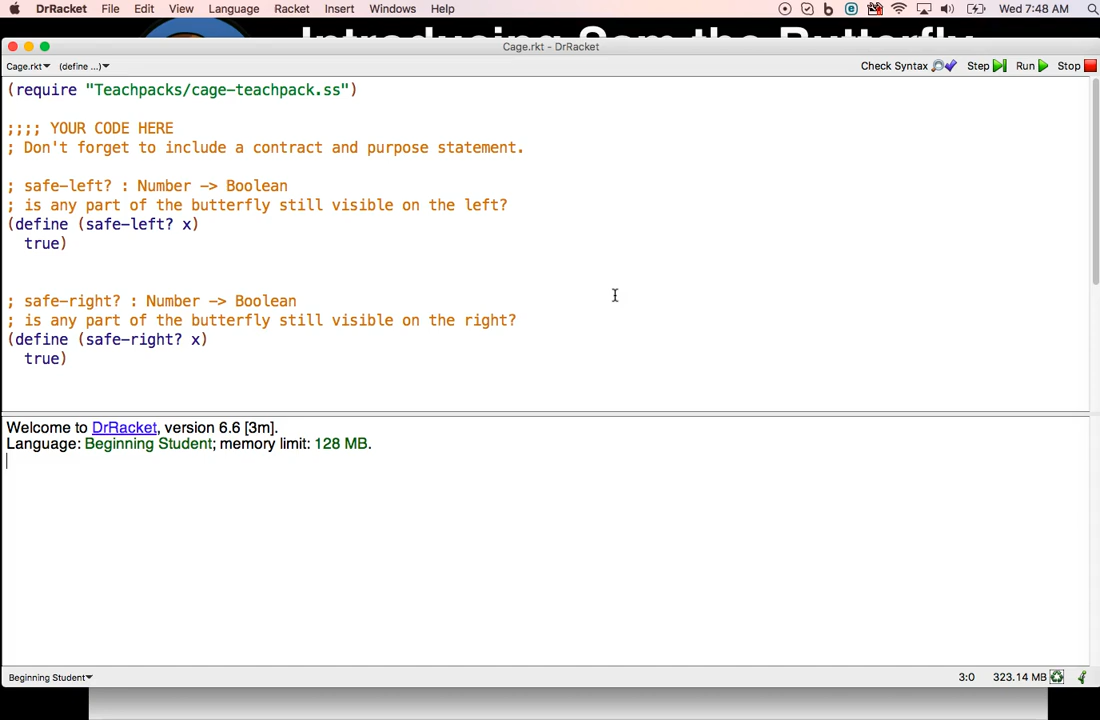 DrRacket File Edit View Language Racket Insert Windows Help Wed 7:48 AM
Introducing Sam the Butterfly
Cage.rkt - DrRacket
Cage.rkt▾ (define ...)▾ Check Syntax Step Run Stop
(require "Teachpacks/cage-teachpack.ss")
;;;; YOUR CODE HERE
; Don't forget to include a contract and purpose statement.
; safe-left? : Number -> Boolean
; is any part of the butterfly still visible on the left?
(define (safe-left? x)
true)
; safe-right? : Number -> Boolean
; is any part of the butterfly still visible on the right?
(define (safe-right? x)
true)
Welcome to DrRacket, version 6.6 [3m].
Language: Beginning Student; memory limit: 128 MB.
Beginning Student▾ 3:0 323.14 MB